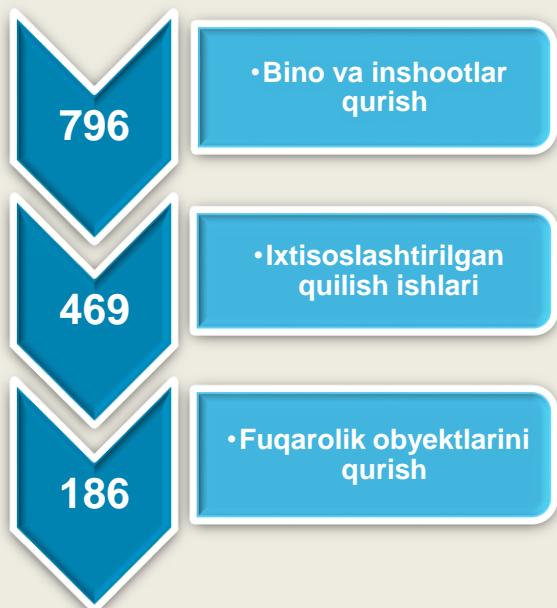 796
•Bino va inshootlar
qurish
469
•Ixtisoslashtirilgan
quilish ishlari
186
•Fuqarolik obyektlarini
qurish